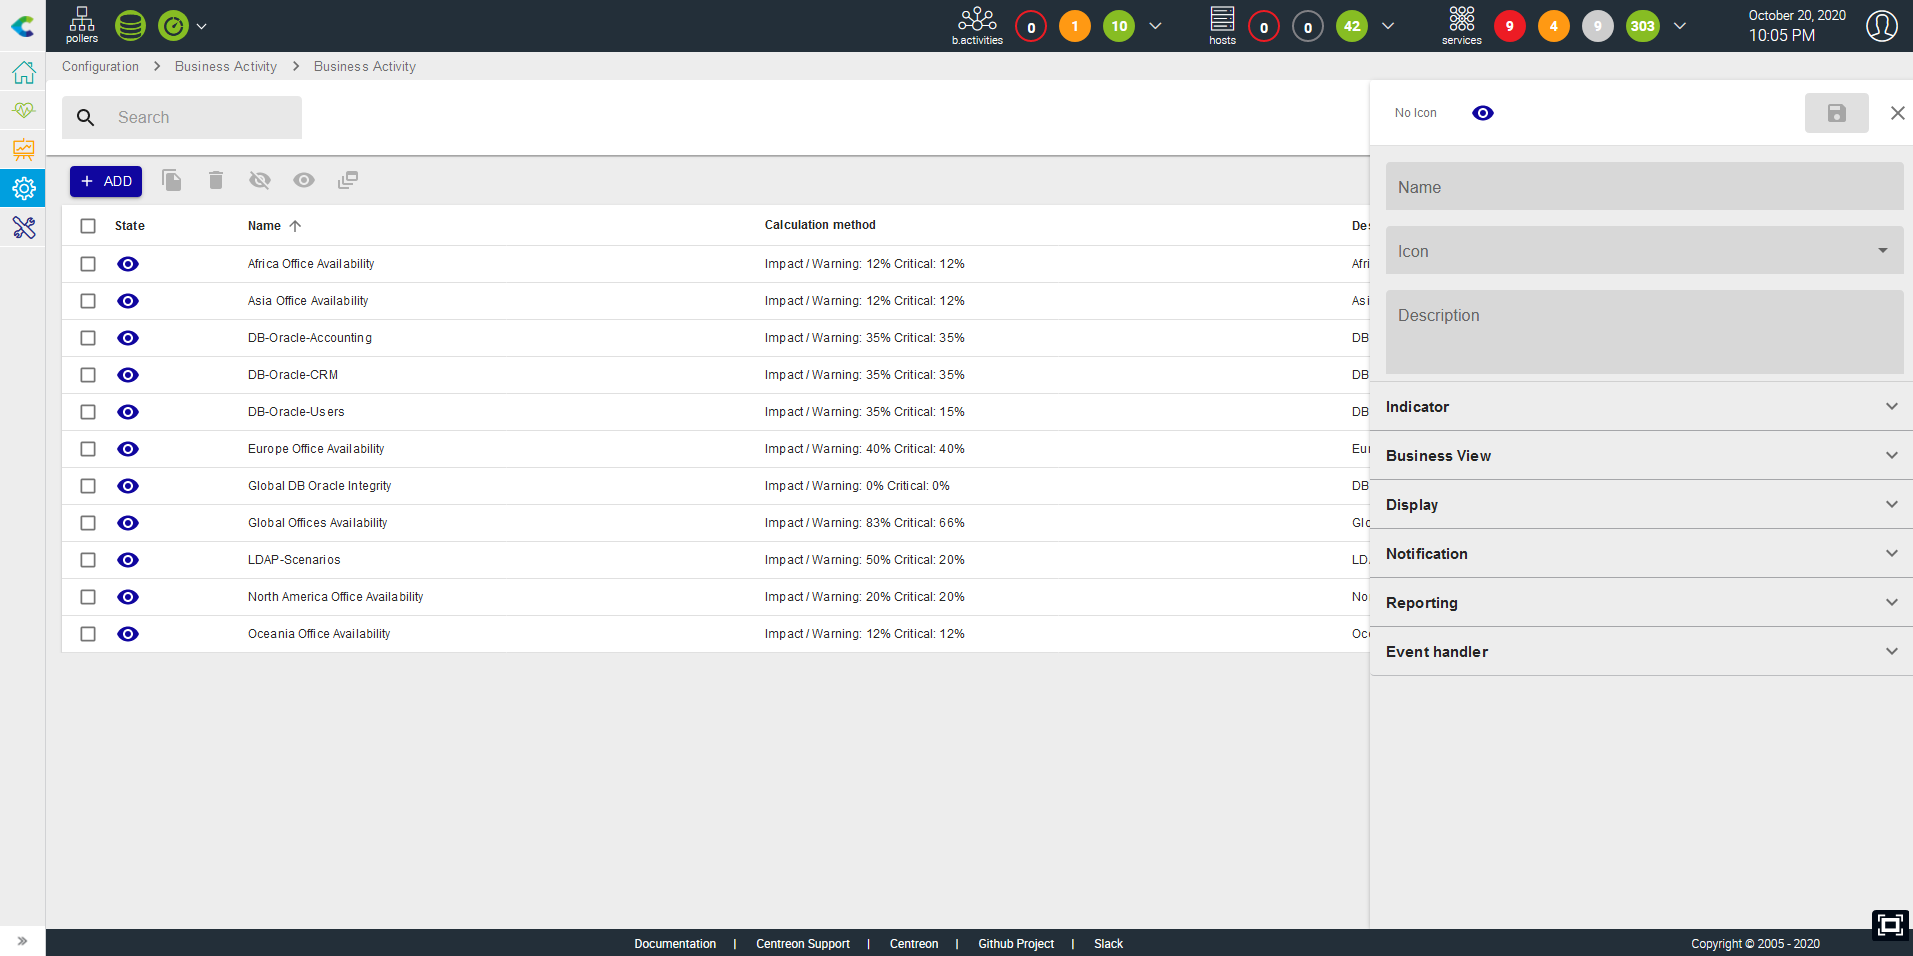 pollers
b.activities 0 1 10
hosts 0 0 42
services 9 4 9 303
October 20, 2020
10:05 PM
Configuration > Business Activity > Business Activity
Search
+ ADD
State Name Calculation method Des
Africa Office Availability Impact / Warning: 12% Critical: 12% Afri
Asia Office Availability Impact / Warning: 12% Critical: 12% Asi
DB-Oracle-Accounting Impact / Warning: 35% Critical: 35% DB
DB-Oracle-CRM Impact / Warning: 35% Critical: 35% DB
DB-Oracle-Users Impact / Warning: 35% Critical: 15% DB
Europe Office Availability Impact / Warning: 40% Critical: 40% Eur
Global DB Oracle Integrity Impact / Warning: 0% Critical: 0% DB
Global Offices Availability Impact / Warning: 83% Critical: 66% Glo
LDAP-Scenarios Impact / Warning: 50% Critical: 20% LD
North America Office Availability Impact / Warning: 20% Critical: 20% No
Oceania Office Availability Impact / Warning: 12% Critical: 12% Oce
No Icon
Name
Icon
Description
Indicator
Business View
Display
Notification
Reporting
Event handler
Documentation | Centreon Support | Centreon | Github Project | Slack
Copyright © 2005 - 2020